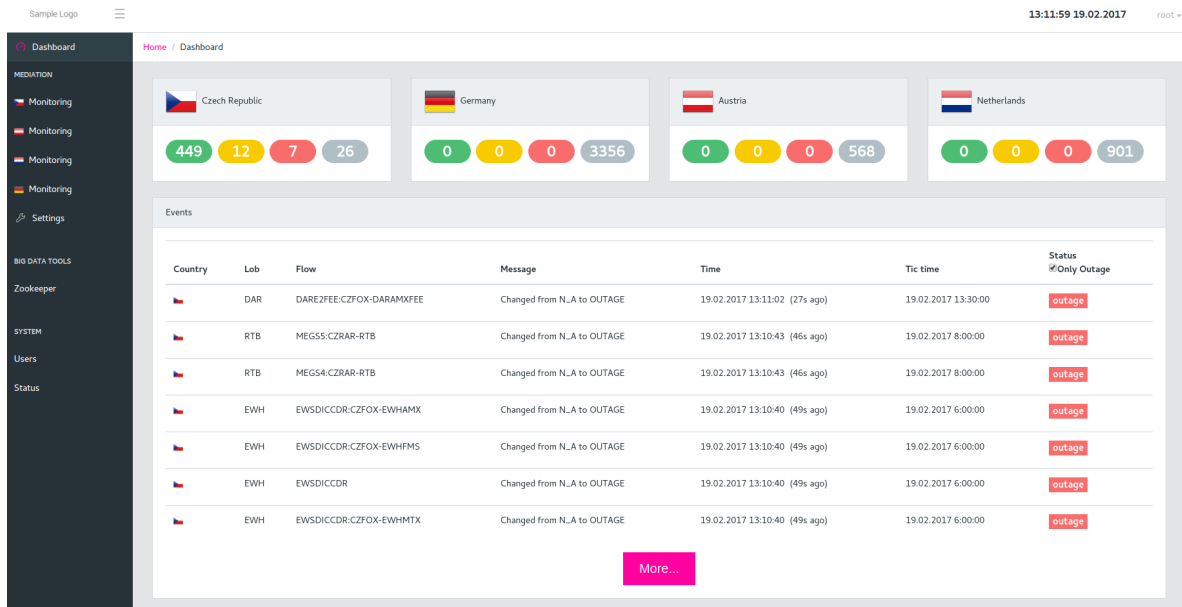 Sample Logo
13:11:59 19.02.2017 root
Dashboard
Home / Dashboard
MEDIATION
Monitoring
Monitoring
Monitoring
Monitoring
Settings
BIG DATA TOOLS
Zookeeper
SYSTEM
Users
Status
Czech Republic
449 12 7 26
Germany
0 0 0 3356
Austria
0 0 0 568
Netherlands
0 0 0 901
Events
Country Lob Flow Message Time Tic time Status
Only Outage
DAR DARE2FEE:CZFOX-DARAMXFEE Changed from N_A to OUTAGE 19.02.2017 13:11:02 (27s ago) 19.02.2017 13:30:00 outage
RTB MEGS5:CZRAR-RTB Changed from N_A to OUTAGE 19.02.2017 13:10:43 (46s ago) 19.02.2017 8:00:00 outage
RTB MEGS4:CZRAR-RTB Changed from N_A to OUTAGE 19.02.2017 13:10:43 (46s ago) 19.02.2017 8:00:00 outage
EWH EWSDICCDR:CZFOX-EWHAMX Changed from N_A to OUTAGE 19.02.2017 13:10:40 (49s ago) 19.02.2017 6:00:00 outage
EWH EWSDICCDR:CZFOX-EWHFMS Changed from N_A to OUTAGE 19.02.2017 13:10:40 (49s ago) 19.02.2017 6:00:00 outage
EWH EWSDICCDR Changed from N_A to OUTAGE 19.02.2017 13:10:40 (49s ago) 19.02.2017 6:00:00 outage
EWH EWSDICCDR:CZFOX-EWHMTX Changed from N_A to OUTAGE 19.02.2017 13:10:40 (49s ago) 19.02.2017 6:00:00 outage
More...